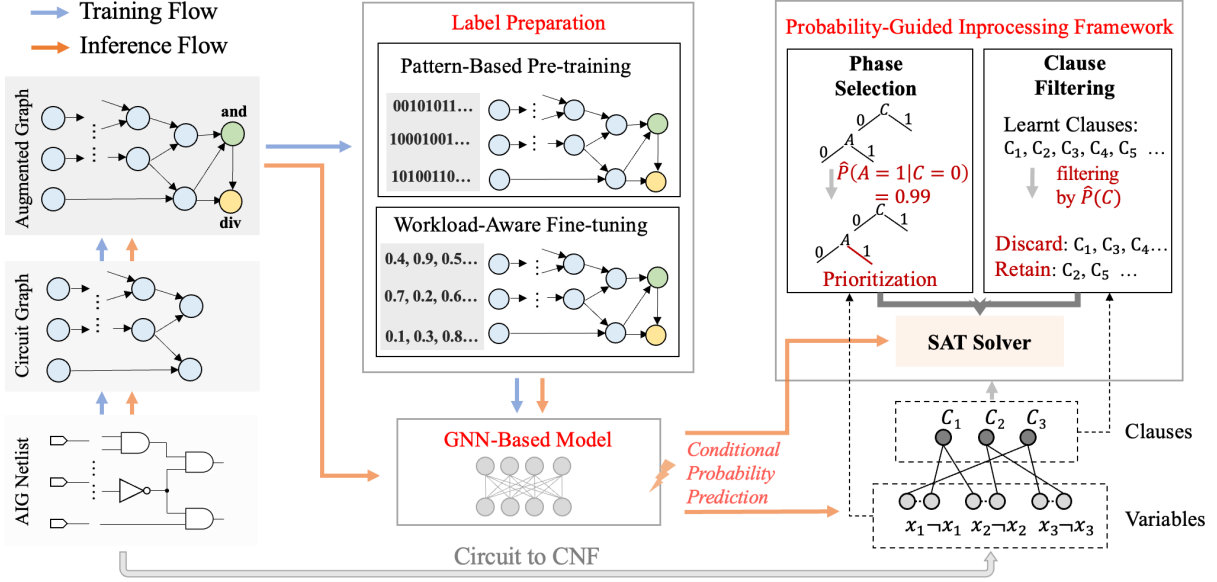 Training Flow
Inference Flow
Augmented Graph
and
div
Circuit Graph
AIG Netlist
Label Preparation
Pattern-Based Pre-training
00101011...
10001001...
10100110...
Workload-Aware Fine-tuning
0.4, 0.9, 0.5...
0.7, 0.2, 0.6...
0.1, 0.3, 0.8...
GNN-Based Model
Conditional
Probability
Prediction
Circuit to CNF
Probability-Guided Inprocessing Framework
Phase
Selection
C
0 1
A
0 1
P̂(A = 1|C = 0)
= 0.99
C
0 1
A
0 1
Prioritization
Clause
Filtering
Learnt Clauses:
C₁, C₂, C₃, C₄, C₅ ...
filtering
by P̂(C)
Discard: C₁, C₃, C₄...
Retain: C₂, C₅ ...
SAT Solver
C₁ C₂ C₃
Clauses
x₁¬x₁ x₂¬x₂ x₃¬x₃
Variables